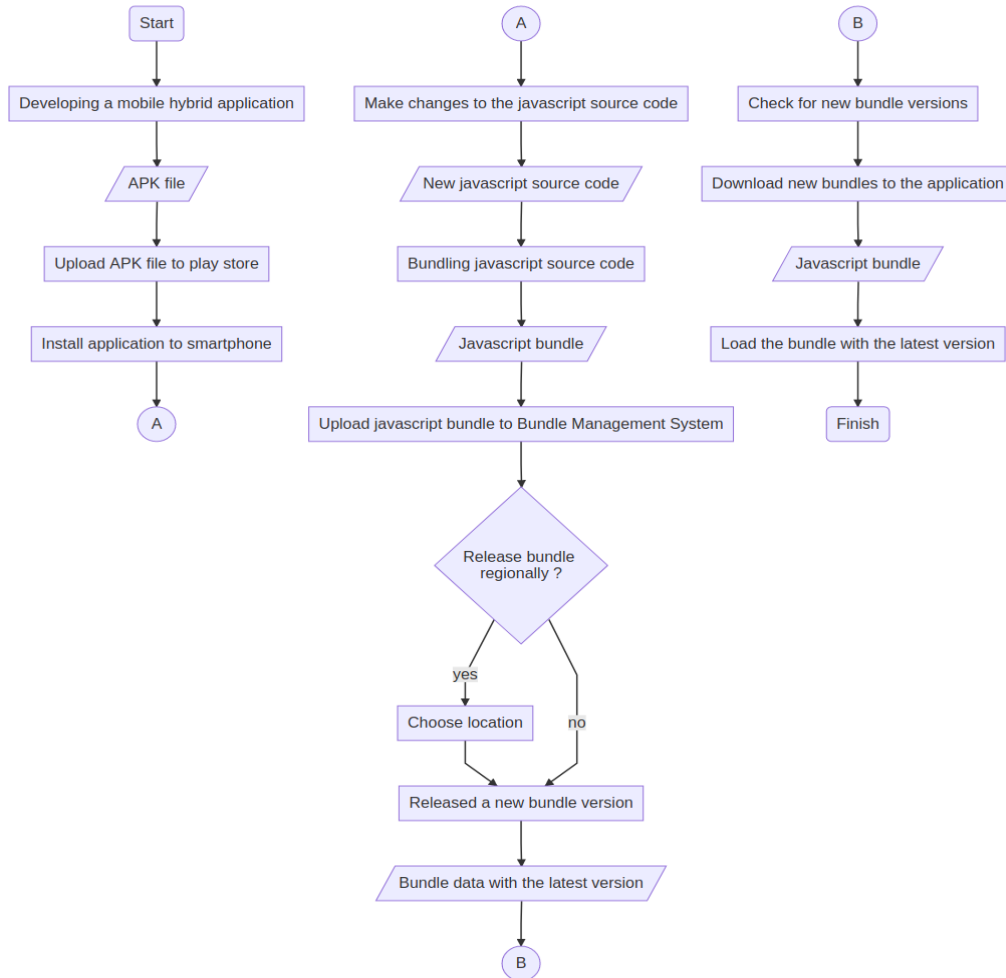 Start
Developing a mobile hybrid application
APK file
Upload APK file to play store
Install application to smartphone
A
A
Make changes to the javascript source code
New javascript source code
Bundling javascript source code
Javascript bundle
Upload javascript bundle to Bundle Management System
Release bundle
regionally ?
yes
no
Choose location
Released a new bundle version
Bundle data with the latest version
B
B
Check for new bundle versions
Download new bundles to the application
Javascript bundle
Load the bundle with the latest version
Finish